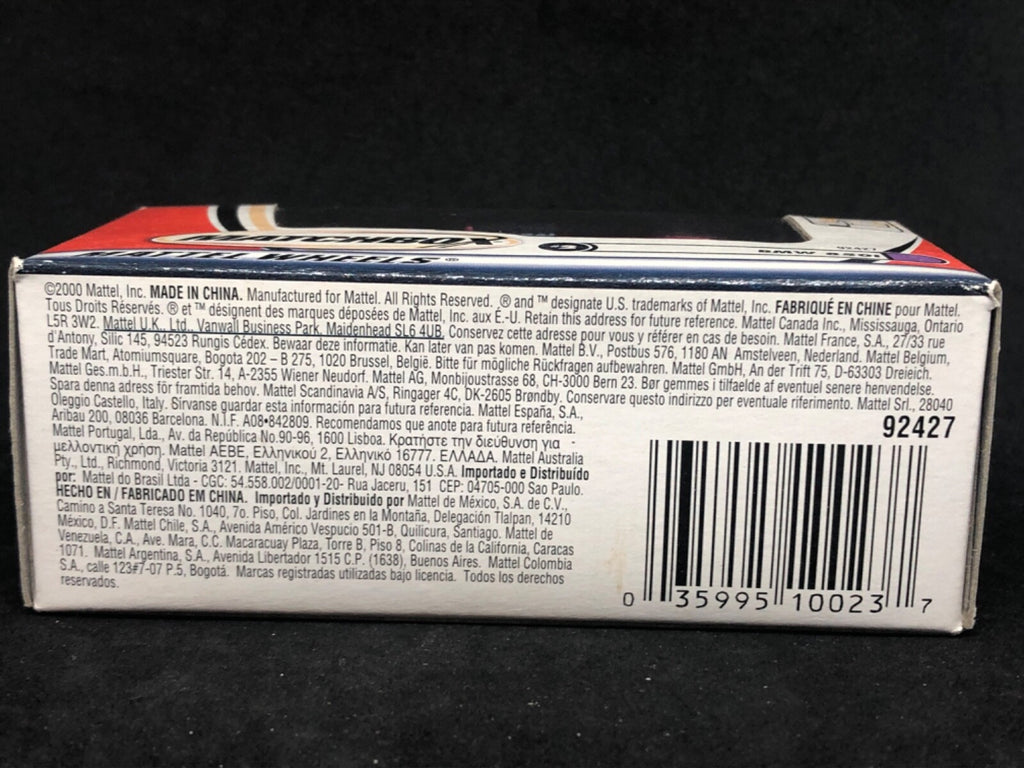 MATCHBOX
92427
MATTEL WHEELS®
BMW 850i
©2000 Mattel, Inc. MADE IN CHINA. Manufactured for Mattel. All Rights Reserved. ® and ™ designate U.S. trademarks of Mattel, Inc. FABRIQUÉ EN CHINE pour Mattel.
Tous Droits Réservés. ® et ™ désignent des marques déposées de Mattel, Inc. aux É.-U. Retain this address for future reference. Mattel Canada Inc., Mississauga, Ontario
L5R 3W2. Mattel U.K., Ltd., Vanwall Business Park, Maidenhead SL6 4UB. Conservez cette adresse pour vous y référer en cas de besoin. Mattel France, S.A., 27/33 rue
d'Antony, Silic 145, 94523 Rungis Cédex. Bewaar deze informatie. Kan later van pas komen. Mattel B.V., Postbus 576, 1180 AN Amstelveen, Nederland. Mattel Belgium,
Trade Mart, Atomiumsquare, Bogota 202 – B 275, 1020 Brussel, België. Bitte für mögliche Rückfragen aufbewahren. Mattel GmbH, An der Trift 75, D-63303 Dreieich.
Mattel Ges.m.b.H., Triester Str. 14, A-2355 Wiener Neudorf. Mattel AG, Monbijoustrasse 68, CH-3000 Bern 23. Bør gemmes i tilfaelde af eventuel senere henvendelse.
Spara denna adress för framtida behov. Mattel Scandinavia A/S, Ringager 4C, DK-2605 Brøndby. Conservare questo indirizzo per eventuale riferimento. Mattel Srl., 28040
Oleggio Castello, Italy. Sírvanse guardar esta información para futura referencia. Mattel España, S.A.,
Aribau 200, 08036 Barcelona. N.I.F. A08•842809. Recomendamos que anote para futura referência.
Mattel Portugal, Lda., Av. da República No.90-96, 1600 Lisboa. Κρατήστε την διεύθυνση για
μελλοντική χρήση. Mattel AEBE, Ελληνικού 2, Ελληνικό 16777. ΕΛΛΑΔΑ. Mattel Australia
Pty., Ltd., Richmond, Victoria 3121. Mattel, Inc., Mt. Laurel, NJ 08054 U.S.A. Importado e Distribuído
por: Mattel do Brasil Ltda - CGC: 54.558.002/0001-20- Rua Jaceru, 151 CEP: 04705-000 Sao Paulo.
HECHO EN / FABRICADO EM CHINA. Importado y Distribuido por Mattel de México, S.A. de C.V.,
Camino a Santa Teresa No. 1040, 7o. Piso, Col. Jardines en la Montaña, Delegación Tlalpan, 14210
México, D.F. Mattel Chile, S.A., Avenida Américo Vespucio 501-B, Quilicura, Santiago. Mattel de
Venezuela, C.A., Ave. Mara, C.C. Macaracuay Plaza, Torre B, Piso 8, Colinas de la California, Caracas
1071. Mattel Argentina, S.A., Avenida Libertador 1515 C.P. (1638), Buenos Aires. Mattel Colombia
S.A., calle 123#7-07 P.5, Bogotá. Marcas registradas utilizadas bajo licencia. Todos los derechos
reservados.
92427
0 35995 10023 7